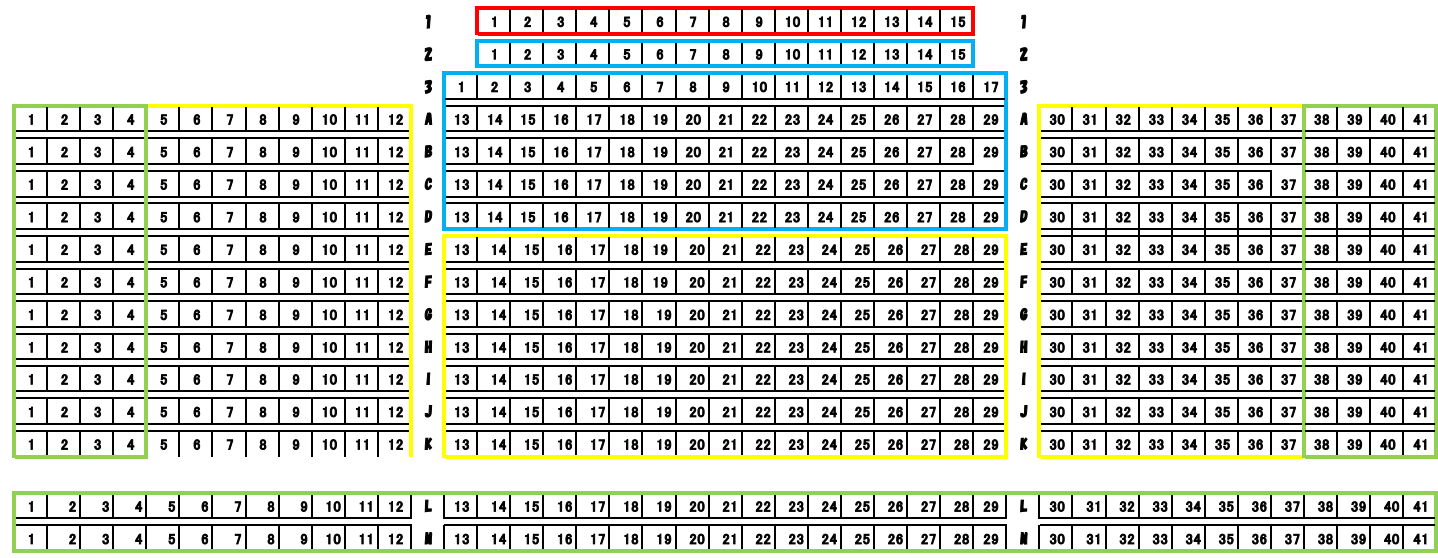 1 1 2 3 4 5 6 7 8 9 10 11 12 13 14 15 1
2 1 2 3 4 5 6 7 8 9 10 11 12 13 14 15 2
3 1 2 3 4 5 6 7 8 9 10 11 12 13 14 15 16 17 3
1 2 3 4 5 6 7 8 9 10 11 12 A 13 14 15 16 17 18 19 20 21 22 23 24 25 26 27 28 29 A 30 31 32 33 34 35 36 37 38 39 40 41
1 2 3 4 5 6 7 8 9 10 11 12 B 13 14 15 16 17 18 19 20 21 22 23 24 25 26 27 28 29 B 30 31 32 33 34 35 36 37 38 39 40 41
1 2 3 4 5 6 7 8 9 10 11 12 C 13 14 15 16 17 18 19 20 21 22 23 24 25 26 27 28 29 C 30 31 32 33 34 35 36 37 38 39 40 41
1 2 3 4 5 6 7 8 9 10 11 12 D 13 14 15 16 17 18 19 20 21 22 23 24 25 26 27 28 29 D 30 31 32 33 34 35 36 37 38 39 40 41
1 2 3 4 5 6 7 8 9 10 11 12 E 13 14 15 16 17 18 19 20 21 22 23 24 25 26 27 28 29 E 30 31 32 33 34 35 36 37 38 39 40 41
1 2 3 4 5 6 7 8 9 10 11 12 F 13 14 15 16 17 18 19 20 21 22 23 24 25 26 27 28 29 F 30 31 32 33 34 35 36 37 38 39 40 41
1 2 3 4 5 6 7 8 9 10 11 12 G 13 14 15 16 17 18 19 20 21 22 23 24 25 26 27 28 29 G 30 31 32 33 34 35 36 37 38 39 40 41
1 2 3 4 5 6 7 8 9 10 11 12 H 13 14 15 16 17 18 19 20 21 22 23 24 25 26 27 28 29 H 30 31 32 33 34 35 36 37 38 39 40 41
1 2 3 4 5 6 7 8 9 10 11 12 I 13 14 15 16 17 18 19 20 21 22 23 24 25 26 27 28 29 I 30 31 32 33 34 35 36 37 38 39 40 41
1 2 3 4 5 6 7 8 9 10 11 12 J 13 14 15 16 17 18 19 20 21 22 23 24 25 26 27 28 29 J 30 31 32 33 34 35 36 37 38 39 40 41
1 2 3 4 5 6 7 8 9 10 11 12 K 13 14 15 16 17 18 19 20 21 22 23 24 25 26 27 28 29 K 30 31 32 33 34 35 36 37 38 39 40 41
1 2 3 4 5 6 7 8 9 10 11 12 L 13 14 15 16 17 18 19 20 21 22 23 24 25 26 27 28 29 L 30 31 32 33 34 35 36 37 38 39 40 41
1 2 3 4 5 6 7 8 9 10 11 12 13 14 15 16 17 18 19 20 21 22 23 24 25 26 27 28 29 30 31 32 33 34 35 36 37 38 39 40 41